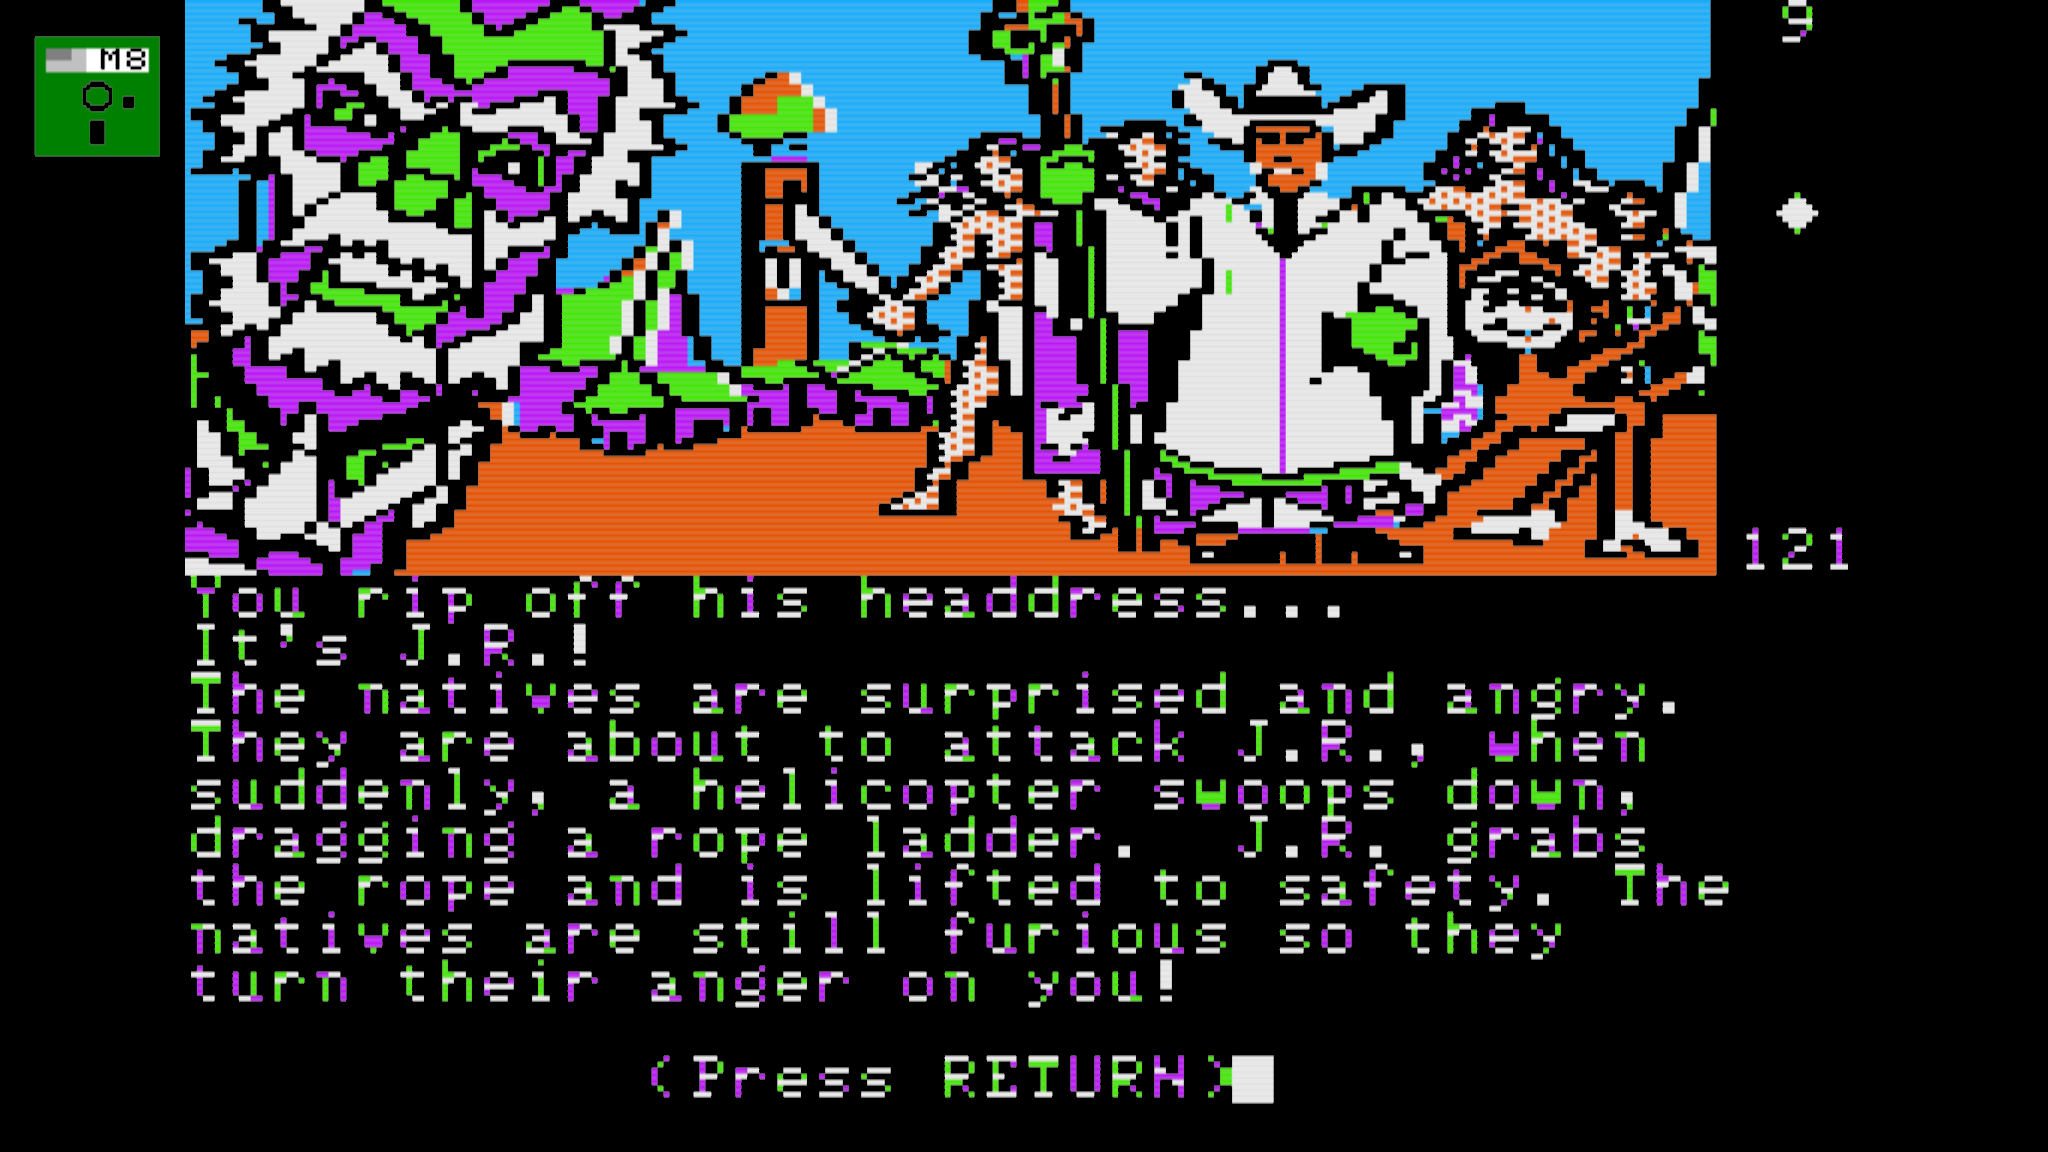 M8
9
121
You rip off his headdress...
It's J.R.!
The natives are surprised and angry.
They are about to attack J.R., when
suddenly, a helicopter swoops down,
dragging a rope ladder.  J.R. grabs
the rope and is lifted to safety. The
natives are still furious so they
turn their anger on you!
(Press RETURN)